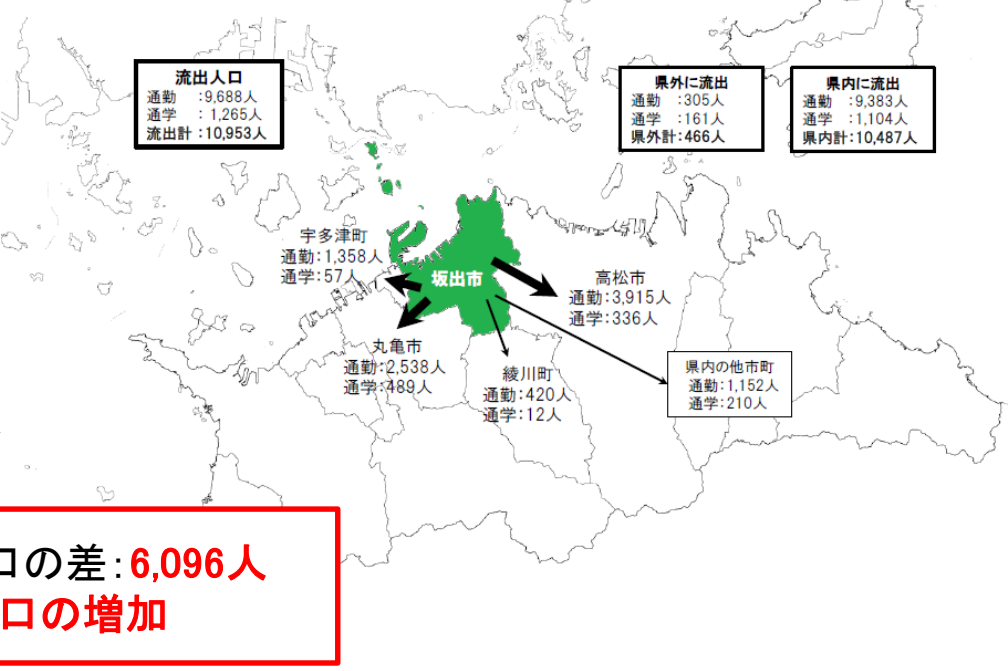 流出人口
通勤　：9,688人
通学　：1,265人
流出計：10,953人
県外に流出
通勤　：305人
通学　：161人
県外計：466人
県内に流出
通勤　：9,383人
通学　：1,104人
県内計：10,487人
宇多津町
通勤：1,358人
通学：57人
坂出市
高松市
通勤：3,915人
通学：336人
丸亀市
通勤：2,538人
通学：489人
綾川町
通勤：420人
通学：12人
県内の他市町
通勤：1,152人
通学：210人
口の差：6,096人
口の増加